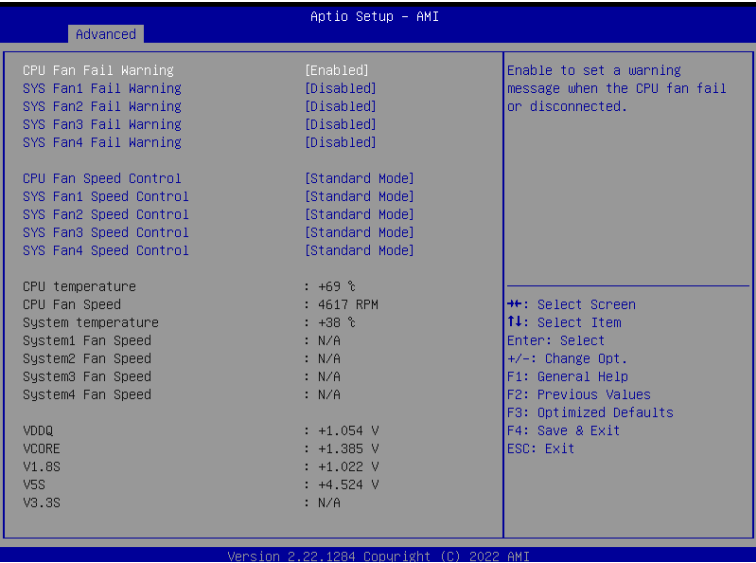 Aptio Setup - AMI
Advanced
CPU Fan Fail Warning [Enabled]
SYS Fan1 Fail Warning [Disabled]
SYS Fan2 Fail Warning [Disabled]
SYS Fan3 Fail Warning [Disabled]
SYS Fan4 Fail Warning [Disabled]
CPU Fan Speed Control [Standard Mode]
SYS Fan1 Speed Control [Standard Mode]
SYS Fan2 Speed Control [Standard Mode]
SYS Fan3 Speed Control [Standard Mode]
SYS Fan4 Speed Control [Standard Mode]
CPU temperature : +69 ℃
CPU Fan Speed : 4617 RPM
System temperature : +38 ℃
System1 Fan Speed : N/A
System2 Fan Speed : N/A
System3 Fan Speed : N/A
System4 Fan Speed : N/A
VDDQ : +1.054 V
VCORE : +1.385 V
V1.8S : +1.022 V
V5S : +4.524 V
V3.3S : N/A
Enable to set a warning
message when the CPU fan fail
or disconnected.
→←: Select Screen
↑↓: Select Item
Enter: Select
+/-: Change Opt.
F1: General Help
F2: Previous Values
F3: Optimized Defaults
F4: Save & Exit
ESC: Exit
Version 2.22.1284 Copyright (C) 2022 AMI